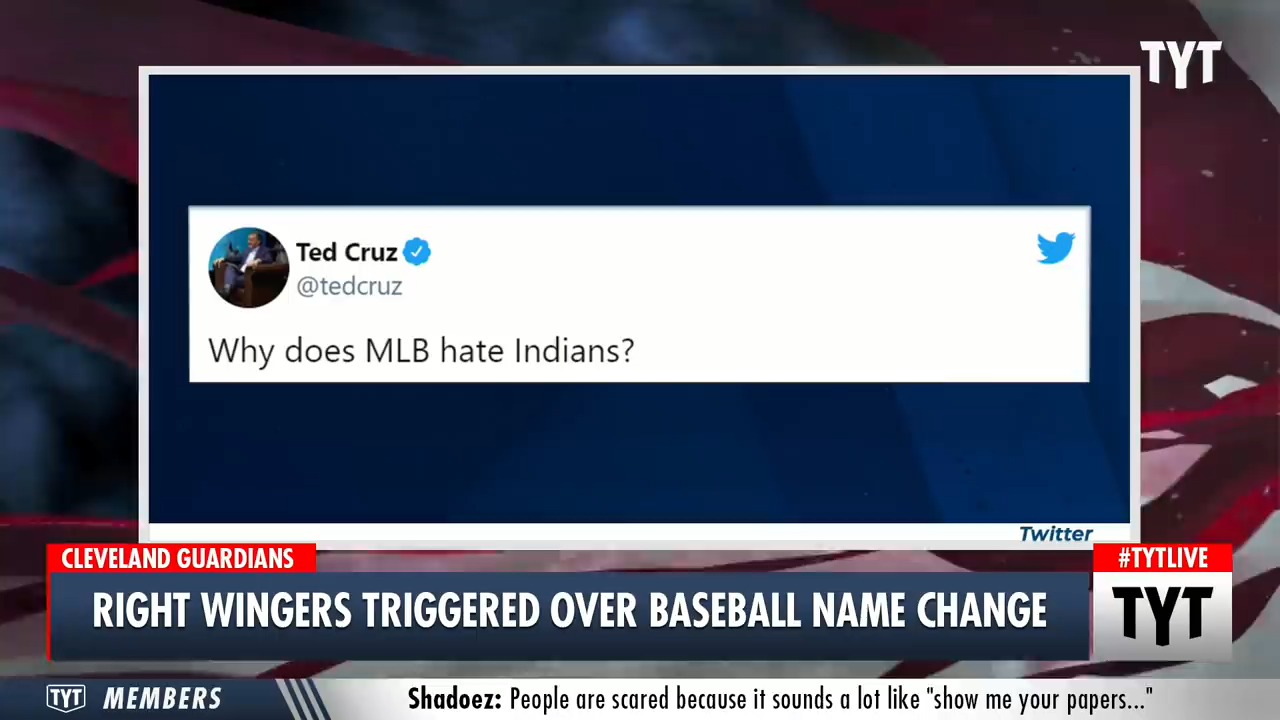 TYT
Ted Cruz
@tedcruz
Why does MLB hate Indians?
Twitter
CLEVELAND GUARDIANS
#TYTLIVE
RIGHT WINGERS TRIGGERED OVER BASEBALL NAME CHANGE
TYT
TYT MEMBERS
Shadoez: People are scared because it sounds a lot like "show me your papers..."